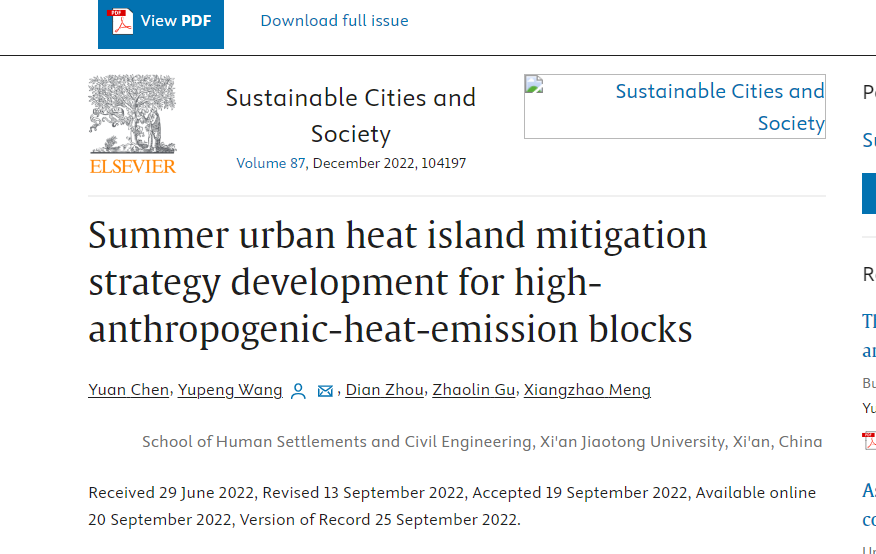 View PDF
Download full issue
ELSEVIER
Sustainable Cities and
Society
Volume 87, December 2022, 104197
Sustainable Cities and
Society
Summer urban heat island mitigation
strategy development for high-
anthropogenic-heat-emission blocks
Yuan Chen, Yupeng Wang , Dian Zhou, Zhaolin Gu, Xiangzhao Meng
School of Human Settlements and Civil Engineering, Xi'an Jiaotong University, Xi'an, China
Received 29 June 2022, Revised 13 September 2022, Accepted 19 September 2022, Available online
20 September 2022, Version of Record 25 September 2022.